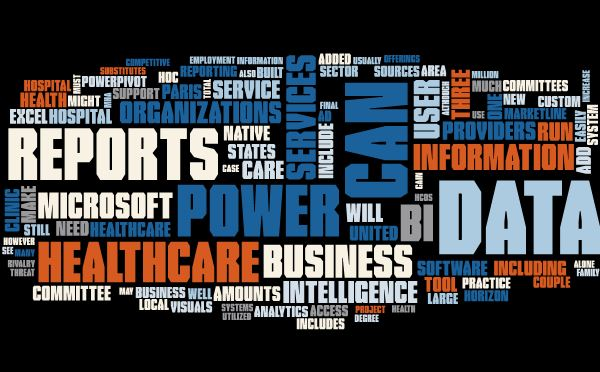 COMPETITIVE
EMPLOYMENT INFORMATION
ADDED
USUALLY OFFERINGS
SUBSTITUTES
REPORTING
ALSO
BUILT
SERVICES
SECTOR
SOURCES
AREA
THREE
MILLION
INCREASE
HOSPITAL
MUST
POWERPIVOT
HOC
TOTAL
SERVICE
CAN
USER
ALTHOUGH
MUCH
COMMITTEES
HEALTH
MIGHT
SUPPORT
PARIS
NEW
CUSTOM
EXCEL
HOSPITAL
HMA
ORGANIZATIONS
FINAL
USE
ONE
MARKETLINE
EASILY
SYSTEM
REPORTS
NATIVE
INCLUDE
PROVIDERS
RUN
STATES
INFORMATION
ADD
CASE
CARE
CLINIC
MAKE
MICROSOFT
POWER
CAIN
HCOS
DATA
STILL
NEED
HEALTHCARE
WILL
UNITED
BI
HOWEVER
SEE
MANY
HEALTHCARE
BUSINESS
RIVALRY
THREAT
SOFTWARE
INCLUDING
ALONE
FAMILY
COMMITTEE
MAY
BUSINESS
WELL
AMOUNTS
INTELLIGENCE
TOOL
PRACTICE
COUPLE
LOCAL
VISUALS
SYSTEMS
UTILIZED
ANALYTICS
ACCESS
PROJECT
DEGREE
HEALTH
LARGE
HORIZON
INCLUDES